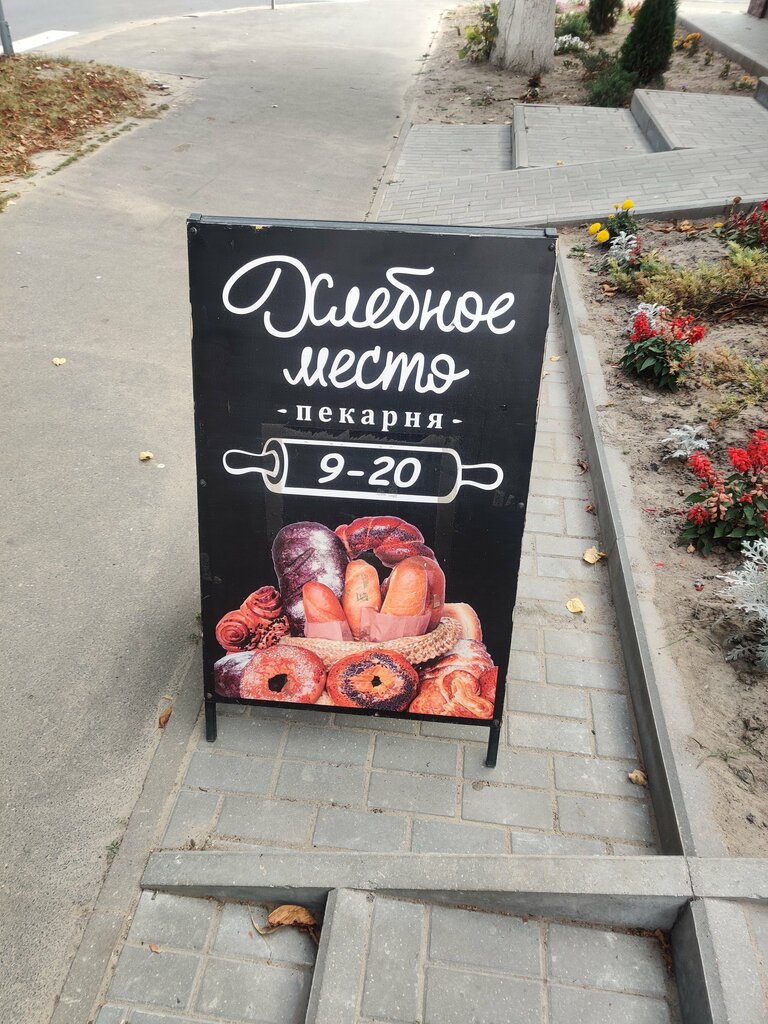 Хлебное
место
- пекарня -
9-20